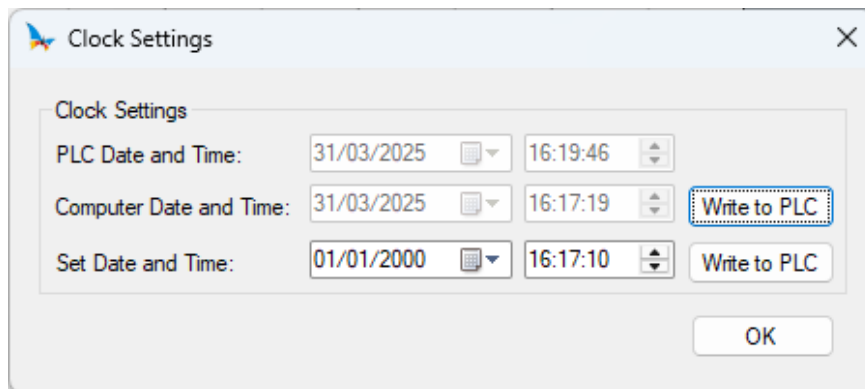 Clock Settings
Clock Settings
PLC Date and Time: 31/03/2025 16:19:46
Computer Date and Time: 31/03/2025 16:17:19 Write to PLC
Set Date and Time: 01/01/2000 16:17:10 Write to PLC
OK